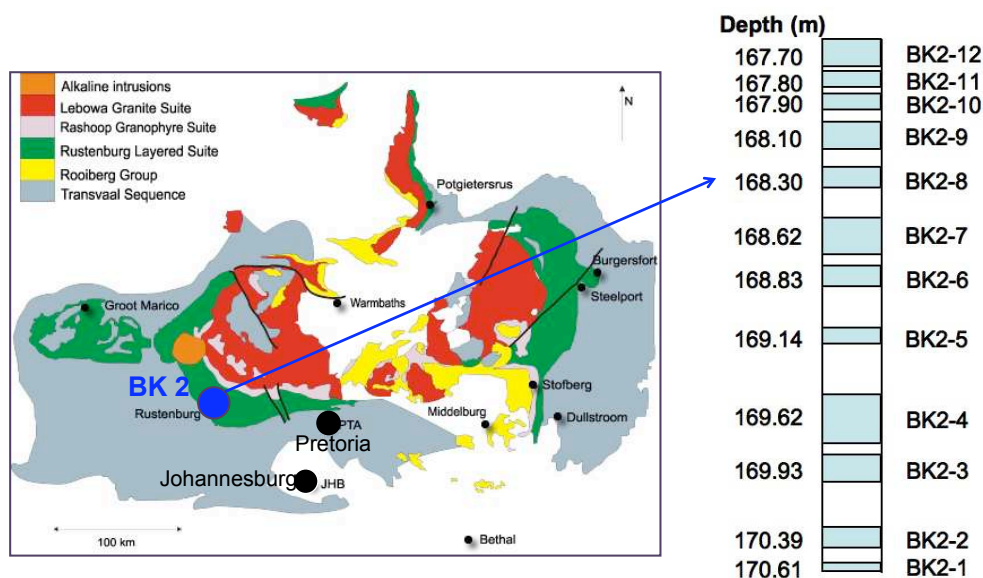 Alkaline intrusions
Lebowa Granite Suite
Rashoop Granophyre Suite
Rustenburg Layered Suite
Rooiberg Group
Transvaal Sequence
N
Potgietersrus
Burgersfort
Steelport
Groot Marico
Warmbaths
BK 2
Rustenburg
Stofberg
Middelburg
Dullstroom
PTA
Pretoria
Johannesburg
JHB
100 km
Bethal
Depth (m)
167.70 BK2-12
167.80 BK2-11
167.90 BK2-10
168.10 BK2-9
168.30 BK2-8
168.62 BK2-7
168.83 BK2-6
169.14 BK2-5
169.62 BK2-4
169.93 BK2-3
170.39 BK2-2
170.61 BK2-1